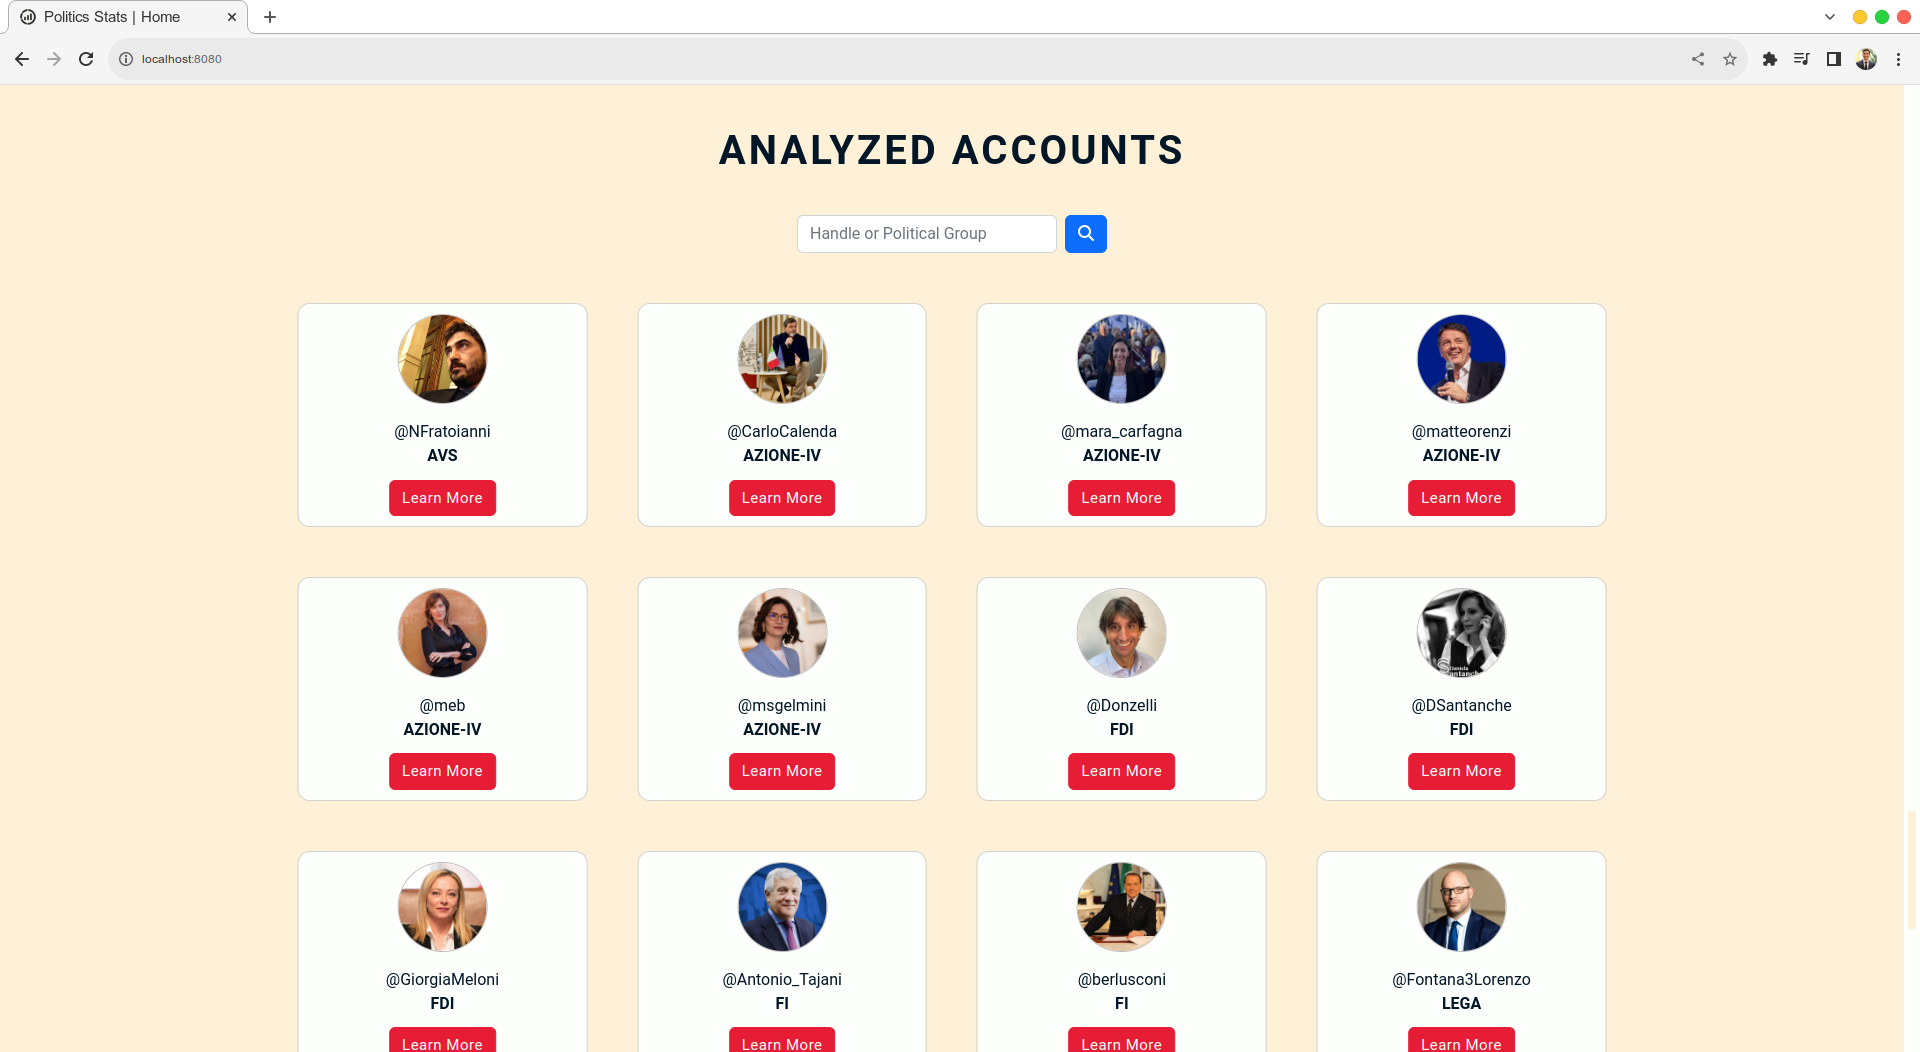 Politics Stats | Home
localhost:8080
ANALYZED ACCOUNTS
Handle or Political Group
@NFratoianni
AVS
Learn More
@CarloCalenda
AZIONE-IV
Learn More
@mara_carfagna
AZIONE-IV
Learn More
@matteorenzi
AZIONE-IV
Learn More
@meb
AZIONE-IV
Learn More
@msgelmini
AZIONE-IV
Learn More
@Donzelli
FDI
Learn More
Daniela
Santanchè
@DSantanche
FDI
Learn More
@GiorgiaMeloni
FDI
Learn More
@Antonio_Tajani
FI
Learn More
@berlusconi
FI
Learn More
@Fontana3Lorenzo
LEGA
Learn More